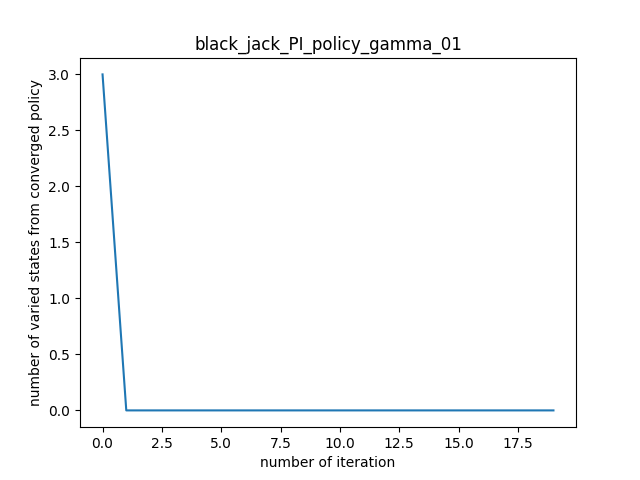 black_jack_PI_policy_gamma_01
number of varied states from converged policy
3.0
2.5
2.0
1.5
1.0
0.5
0.0
0.0 2.5 5.0 7.5 10.0 12.5 15.0 17.5
number of iteration